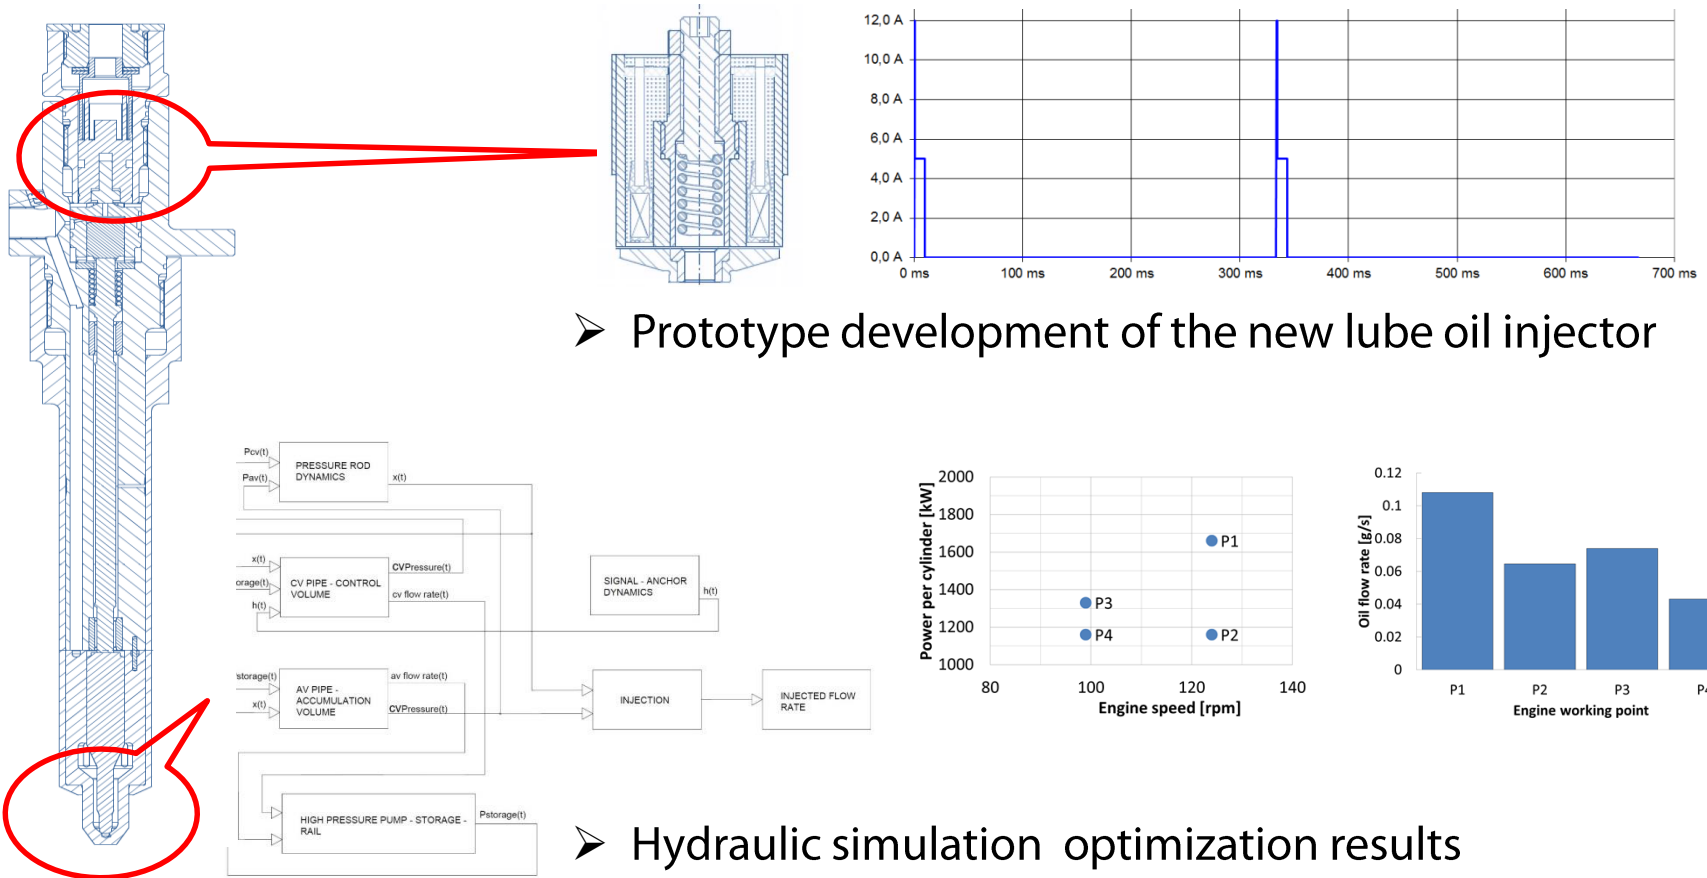 12,0 A
10,0 A
8,0 A
6,0 A
4,0 A
2,0 A
0,0 A
0 ms
100 ms
200 ms
300 ms
400 ms
500 ms
600 ms
700 ms
➢ Prototype development of the new lube oil injector
Pcv(t)
Pav(t)
PRESSURE ROD
DYNAMICS
x(t)
x(t)
orage(t)
h(t)
CV PIPE - CONTROL
VOLUME
CVPressure(t)
cv flow rate(t)
SIGNAL - ANCHOR
DYNAMICS
h(t)
storage(t)
x(t)
AV PIPE -
ACCUMULATION
VOLUME
av flow rate(t)
CVPressure(t)
INJECTION
INJECTED FLOW
RATE
HIGH PRESSURE PUMP - STORAGE -
RAIL
Pstorage(t)
Power per cylinder [kW]
2000
1800
1600
1400
1200
1000
P1
P3
P4
P2
80
100
120
140
Engine speed [rpm]
Oil flow rate [g/s]
0.12
0.1
0.08
0.06
0.04
0.02
0
P1
P2
P3
P4
Engine working point
➢ Hydraulic simulation optimization results